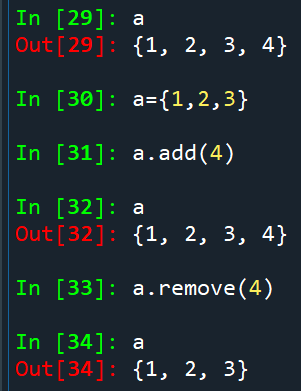 In [29]: a
Out[29]: {1, 2, 3, 4}
In [30]: a={1,2,3}
In [31]: a.add(4)
In [32]: a
Out[32]: {1, 2, 3, 4}
In [33]: a.remove(4)
In [34]: a
Out[34]: {1, 2, 3}